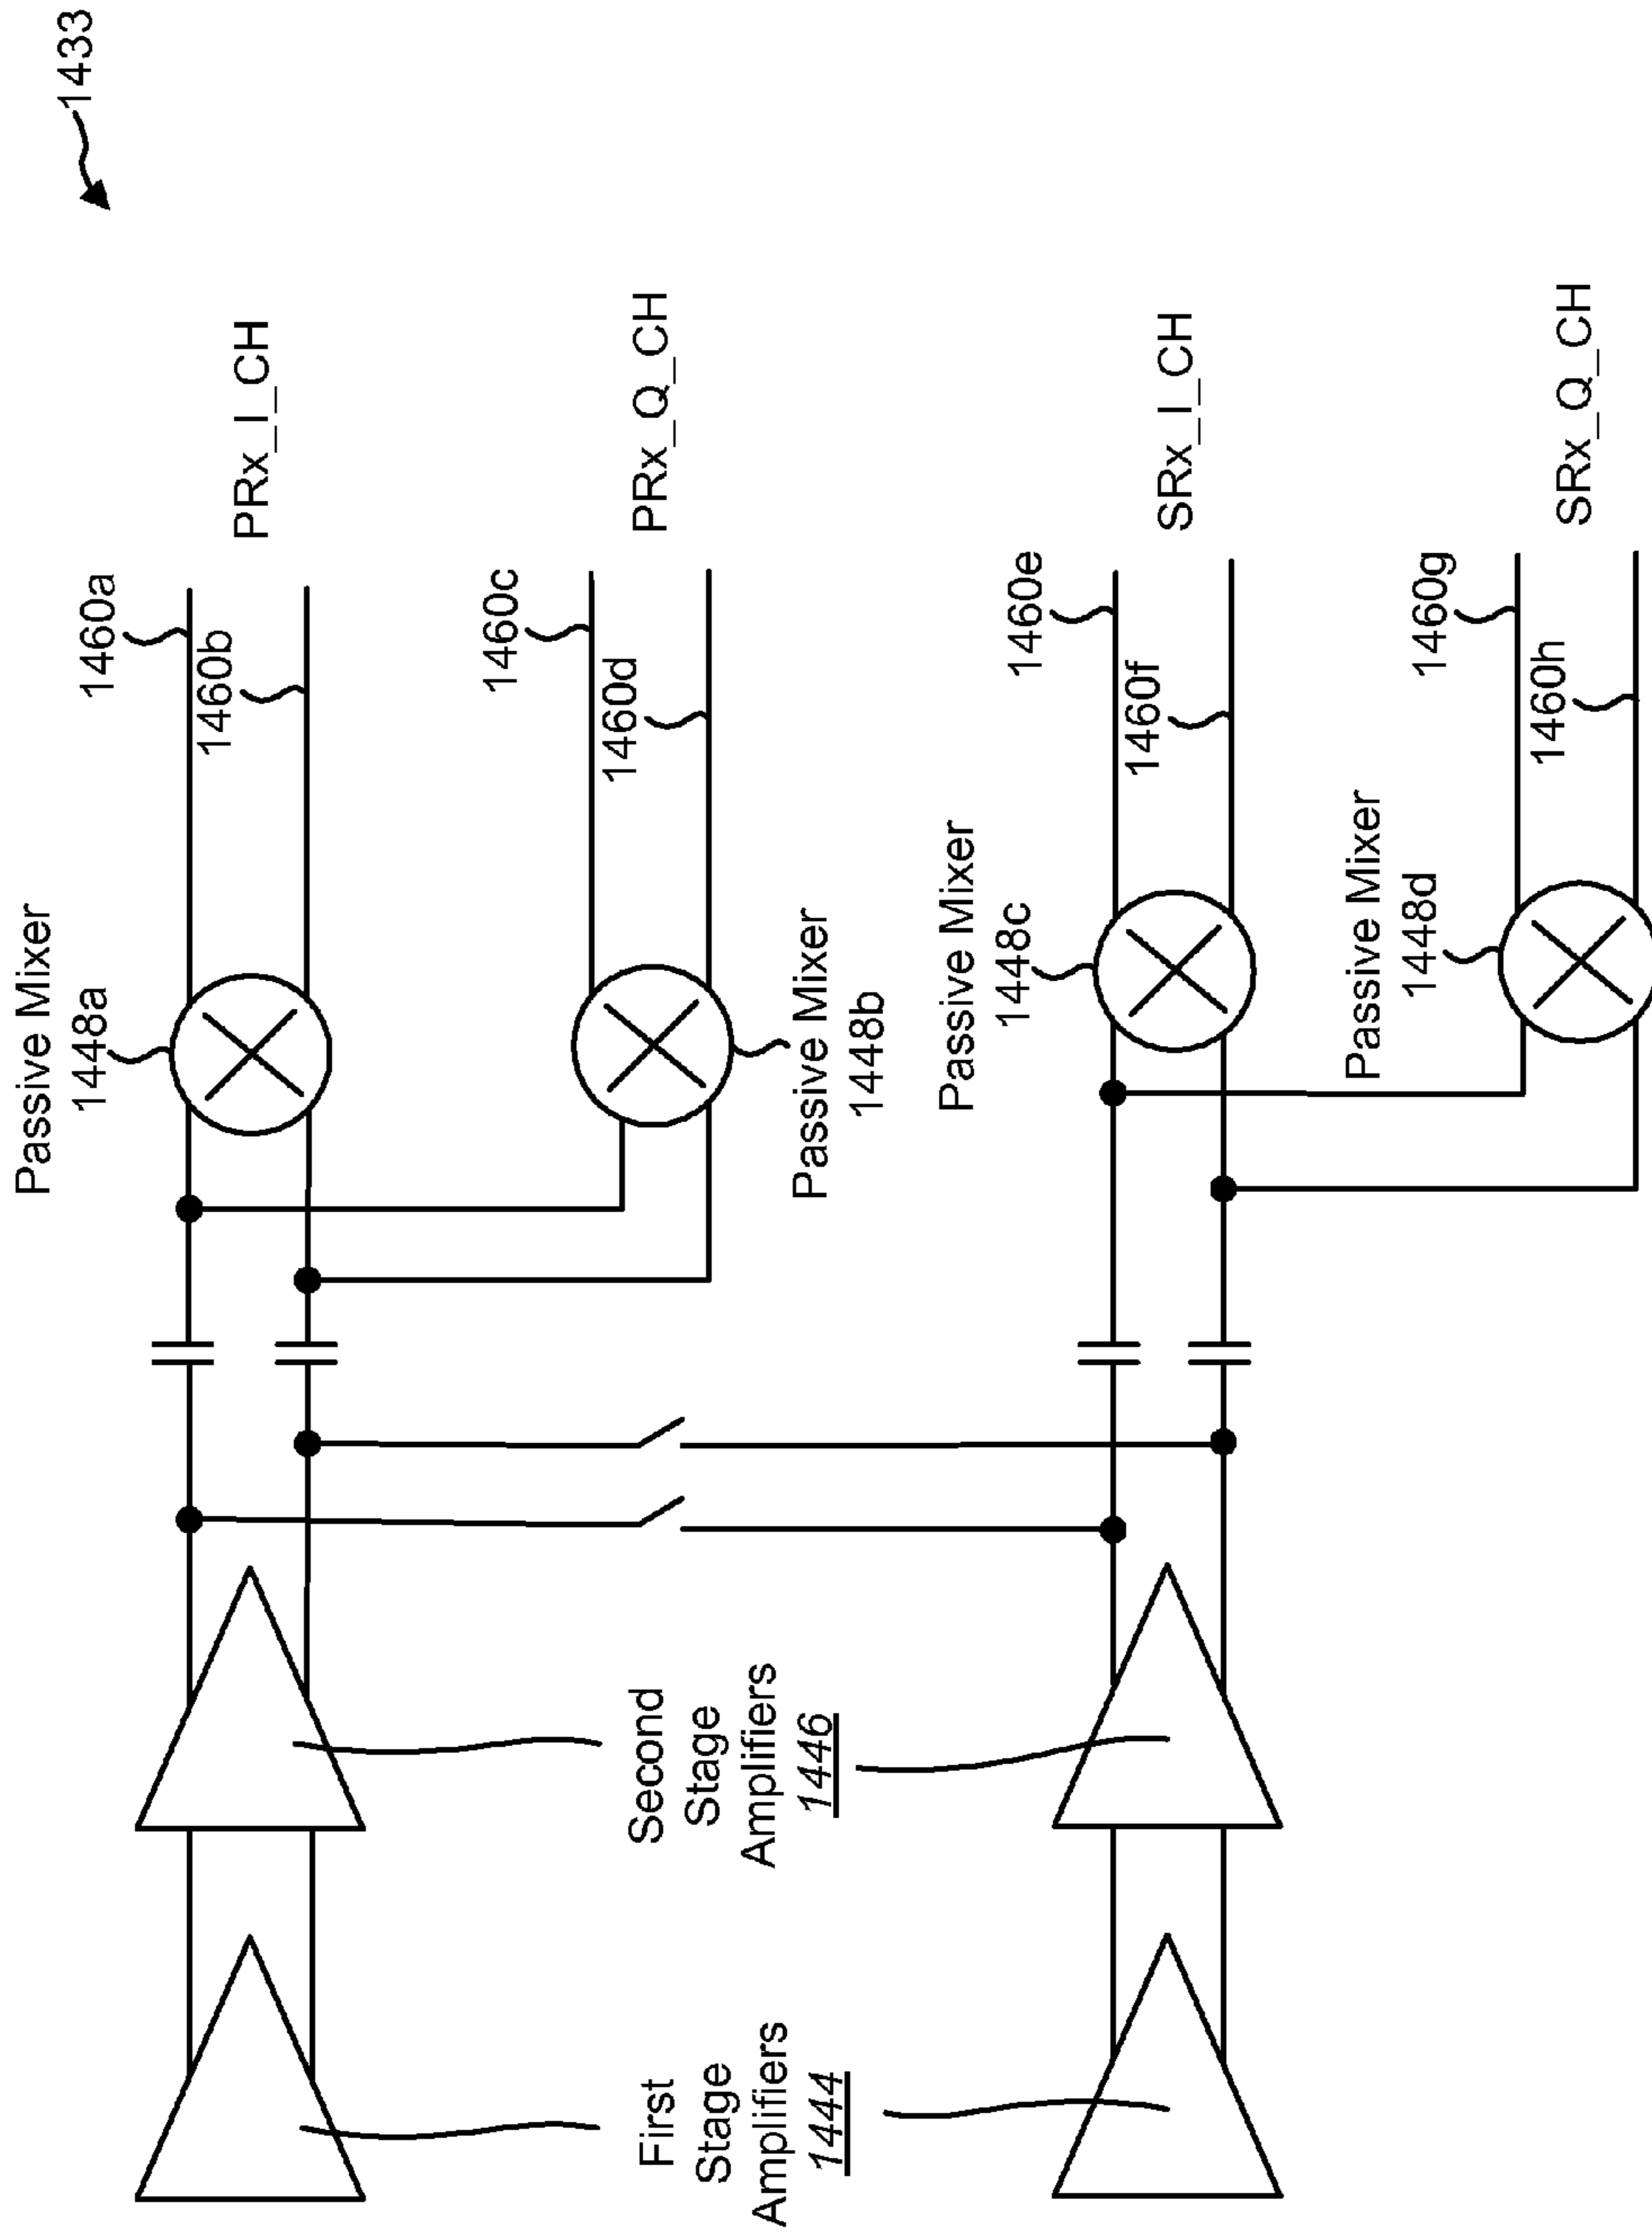 1433
Passive Mixer
1448a
1460a
1460b
PRx_I_CH
1460c
1460d
PRx_Q_CH
Passive Mixer
1448b
Second
Stage
Amplifiers
1446
First
Stage
Amplifiers
1444
Passive Mixer
1448c
1460e
1460f
SRx_I_CH
Passive Mixer
1448d
1460g
1460h
SRx_Q_CH